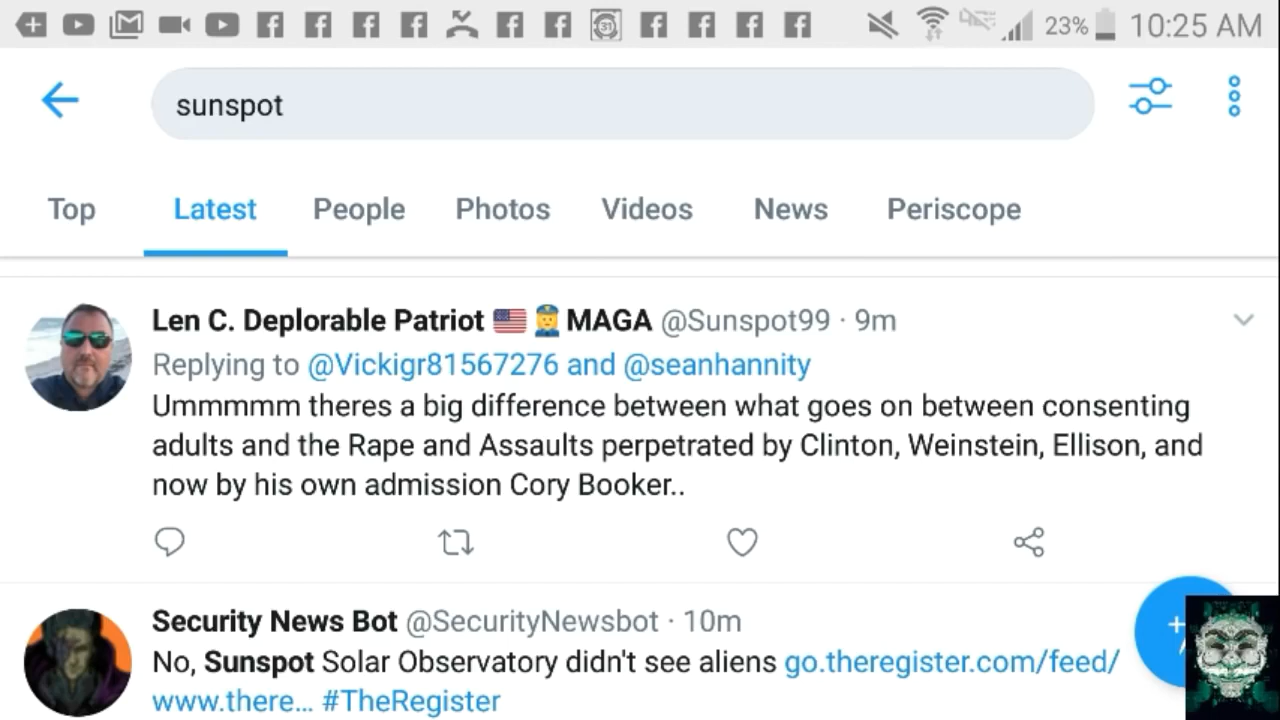 23% 10:25 AM
sunspot
Top Latest People Photos Videos News Periscope
Len C. Deplorable Patriot 🇺🇸👮MAGA @Sunspot99 · 9m
Replying to @Vickigr81567276 and @seanhannity
Ummmmm theres a big difference between what goes on between consenting
adults and the Rape and Assaults perpetrated by Clinton, Weinstein, Ellison, and
now by his own admission Cory Booker..
Security News Bot @SecurityNewsbot · 10m
No, Sunspot Solar Observatory didn't see aliens go.theregister.com/feed/
www.there… #TheRegister